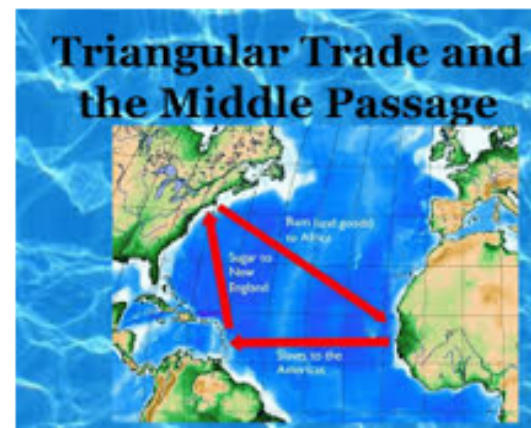 Triangular Trade and
the Middle Passage
Rum (and goods)
to Africa
Sugar to
New
England
Slaves to the
Americas